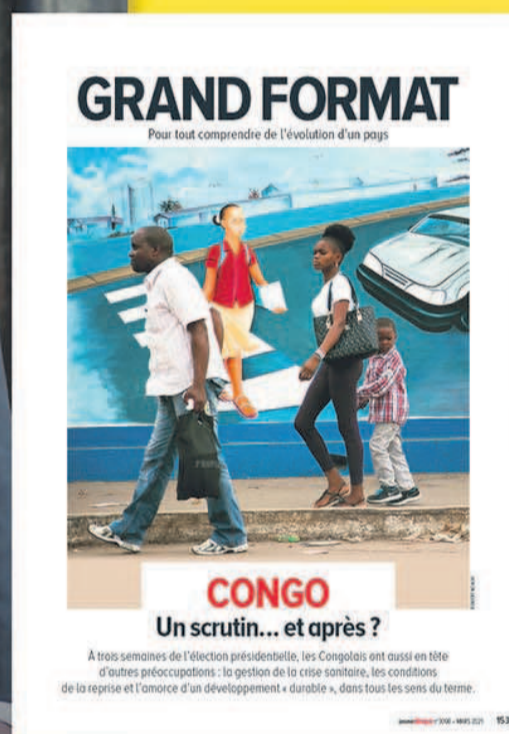 GRAND FORMAT
Pour tout comprendre de l'évolution d'un pays
CONGO
Un scrutin... et après ?
À trois semaines de l'élection présidentielle, les Congolais ont aussi en tête
d'autres préoccupations : la gestion de la crise sanitaire, les conditions
de la reprise et l'amorce d'un développement « durable », dans tous les sens du terme.
MARS 2021 153